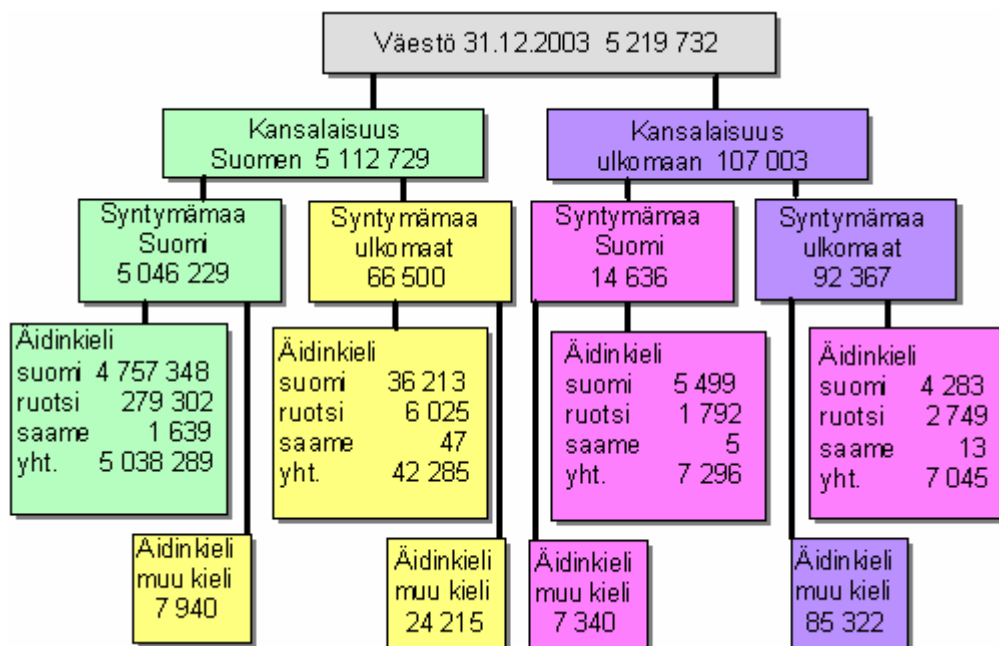 Väestö 31.12.2003 5 219 732
Kansalaisuus
Suomen 5 112 729
Kansalaisuus
ulkomaan 107 003
Syntymämaa
Suomi
5 046 229
Syntymämaa
ulkomaat
66 500
Syntymämaa
Suomi
14 636
Syntymämaa
ulkomaat
92 367
Äidinkieli
suomi 4 757 348
ruotsi 279 302
saame 1 639
yht. 5 038 289
Äidinkieli
suomi 36 213
ruotsi 6 025
saame 47
yht. 42 285
Äidinkieli
suomi 5 499
ruotsi 1 792
saame 5
yht. 7 296
Äidinkieli
suomi 4 283
ruotsi 2 749
saame 13
yht. 7 045
Äidinkieli
muu kieli
7 940
Äidinkieli
muu kieli
24 215
Äidinkieli
muu kieli
7 340
Äidinkieli
muu kieli
85 322